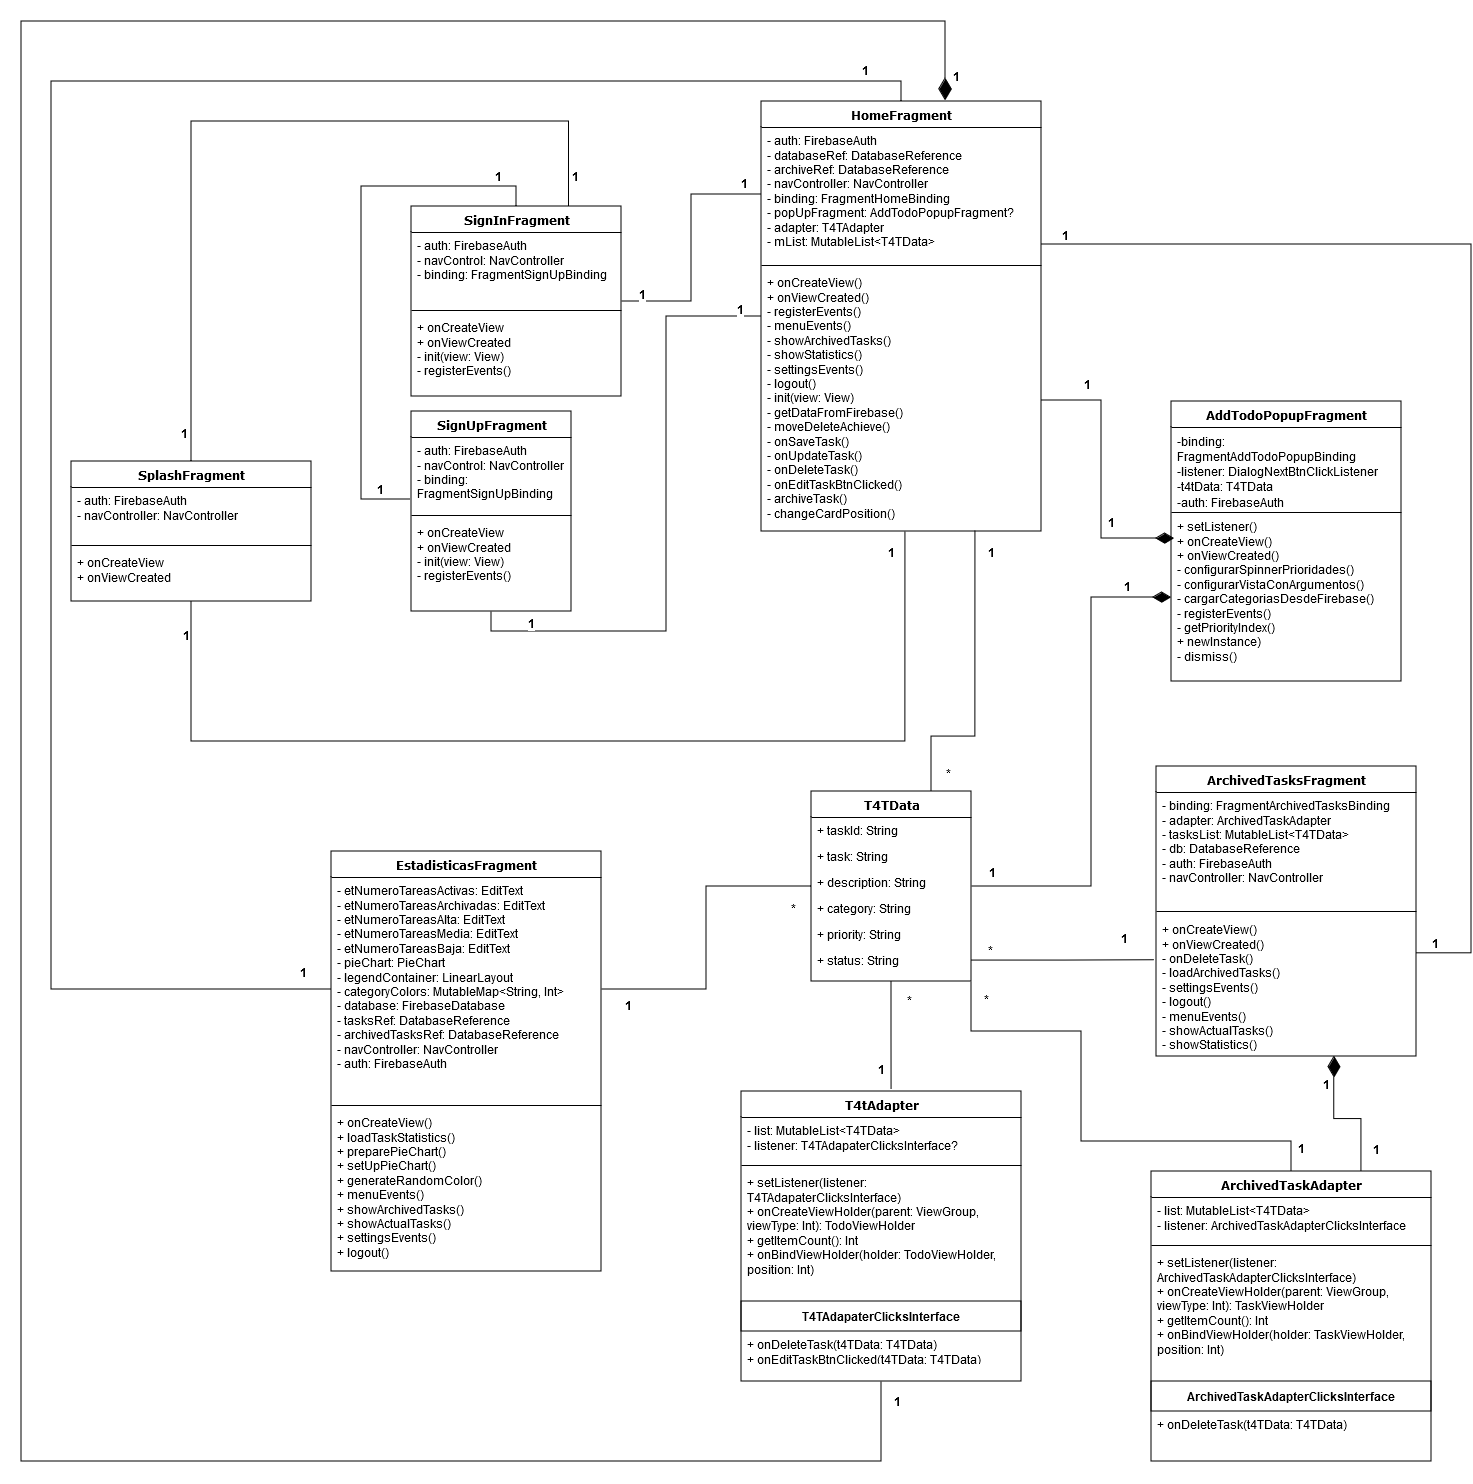 1
1
HomeFragment
- auth: FirebaseAuth
- databaseRef: DatabaseReference
- archiveRef: DatabaseReference
- navController: NavController
- binding: FragmentHomeBinding
- popUpFragment: AddTodoPopupFragment?
- adapter: T4TAdapter
- mList: MutableList<T4TData>
+ onCreateView()
+ onViewCreated()
- registerEvents()
- menuEvents()
- showArchivedTasks()
- showStatistics()
- settingsEvents()
- logout()
- init(view: View)
- getDataFromFirebase()
- moveDeleteAchieve()
- onSaveTask()
- onUpdateTask()
- onDeleteTask()
- onEditTaskBtnClicked()
- archiveTask()
- changeCardPosition()
1
1
1
1
1
1
SignInFragment
- auth: FirebaseAuth
- navControl: NavController
- binding: FragmentSignUpBinding
+ onCreateView
+ onViewCreated
- init(view: View)
- registerEvents()
1
1
SignUpFragment
- auth: FirebaseAuth
- navControl: NavController
- binding:
FragmentSignUpBinding
+ onCreateView
+ onViewCreated
- init(view: View)
- registerEvents()
1
1
1
SplashFragment
- auth: FirebaseAuth
- navController: NavController
+ onCreateView
+ onViewCreated
1
1
1
1
AddTodoPopupFragment
-binding:
FragmentAddTodoPopupBinding
-listener: DialogNextBtnClickListener
-t4tData: T4TData
-auth: FirebaseAuth
+ setListener()
+ onCreateView()
+ onViewCreated()
- configurarSpinnerPrioridades()
- configurarVistaConArgumentos()
- cargarCategoriasDesdeFirebase()
- registerEvents()
- getPriorityIndex()
+ newInstance)
- dismiss()
1
1
*
T4TData
+ taskId: String
+ task: String
+ description: String
+ category: String
+ priority: String
+ status: String
1
*
*
1
*
*
ArchivedTasksFragment
- binding: FragmentArchivedTasksBinding
- adapter: ArchivedTaskAdapter
- tasksList: MutableList<T4TData>
- db: DatabaseReference
- auth: FirebaseAuth
- navController: NavController
+ onCreateView()
+ onViewCreated()
- onDeleteTask()
- loadArchivedTasks()
- settingsEvents()
- logout()
- menuEvents()
- showActualTasks()
- showStatistics()
1
1
EstadisticasFragment
- etNumeroTareasActivas: EditText
- etNumeroTareasArchivadas: EditText
- etNumeroTareasAlta: EditText
- etNumeroTareasMedia: EditText
- etNumeroTareasBaja: EditText
- pieChart: PieChart
- legendContainer: LinearLayout
- categoryColors: MutableMap<String, Int>
- database: FirebaseDatabase
- tasksRef: DatabaseReference
- archivedTasksRef: DatabaseReference
- navController: NavController
- auth: FirebaseAuth
+ onCreateView()
+ loadTaskStatistics()
+ preparePieChart()
+ setUpPieChart()
+ generateRandomColor()
+ menuEvents()
+ showArchivedTasks()
+ showActualTasks()
+ settingsEvents()
+ logout()
1
1
1
T4tAdapter
- list: MutableList<T4TData>
- listener: T4TAdapaterClicksInterface?
+ setListener(listener:
T4TAdapaterClicksInterface)
+ onCreateViewHolder(parent: ViewGroup,
viewType: Int): TodoViewHolder
+ getItemCount(): Int
+ onBindViewHolder(holder: TodoViewHolder,
position: Int)
T4TAdapaterClicksInterface
+ onDeleteTask(t4TData: T4TData)
+ onEditTaskBtnClicked(t4TData: T4TData)
1
1
1
ArchivedTaskAdapter
- list: MutableList<T4TData>
- listener: ArchivedTaskAdapterClicksInterface
+ setListener(listener:
ArchivedTaskAdapterClicksInterface)
+ onCreateViewHolder(parent: ViewGroup,
viewType: Int): TaskViewHolder
+ getItemCount(): Int
+ onBindViewHolder(holder: TaskViewHolder,
position: Int)
ArchivedTaskAdapterClicksInterface
+ onDeleteTask(t4TData: T4TData)